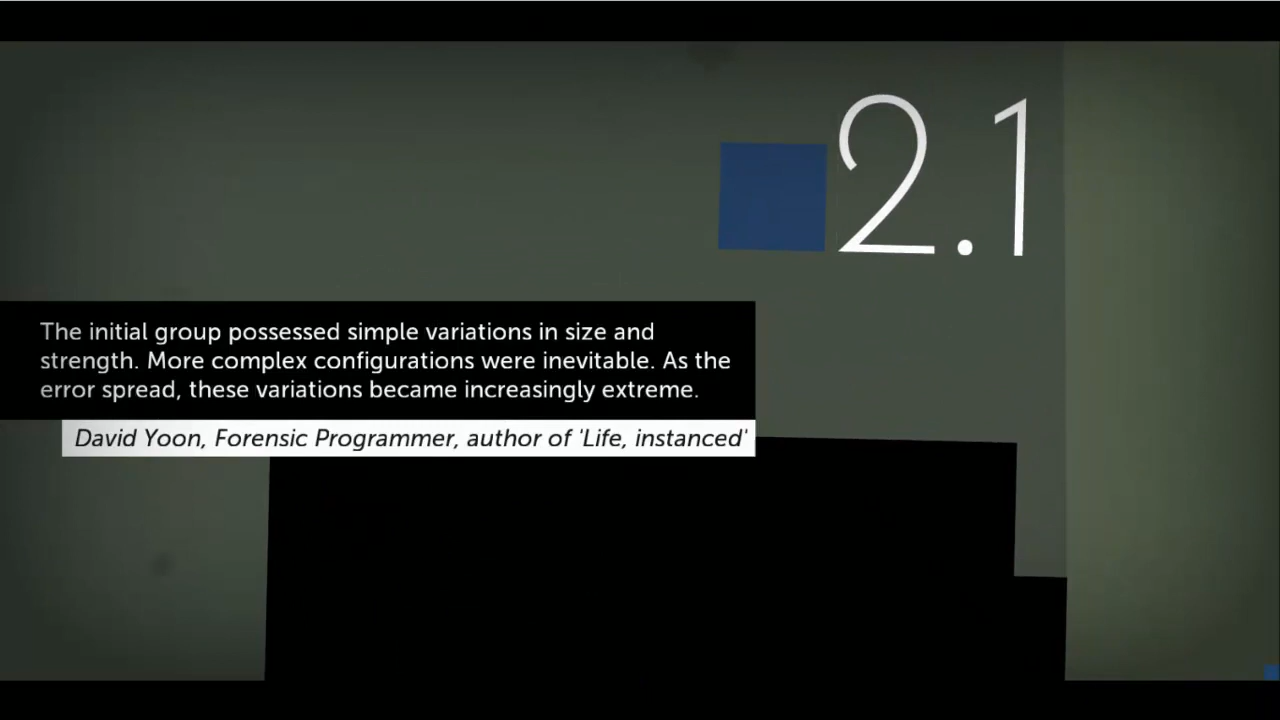 2.1
The initial group possessed simple variations in size and
strength. More complex configurations were inevitable. As the
error spread, these variations became increasingly extreme.
David Yoon, Forensic Programmer, author of 'Life, instanced'